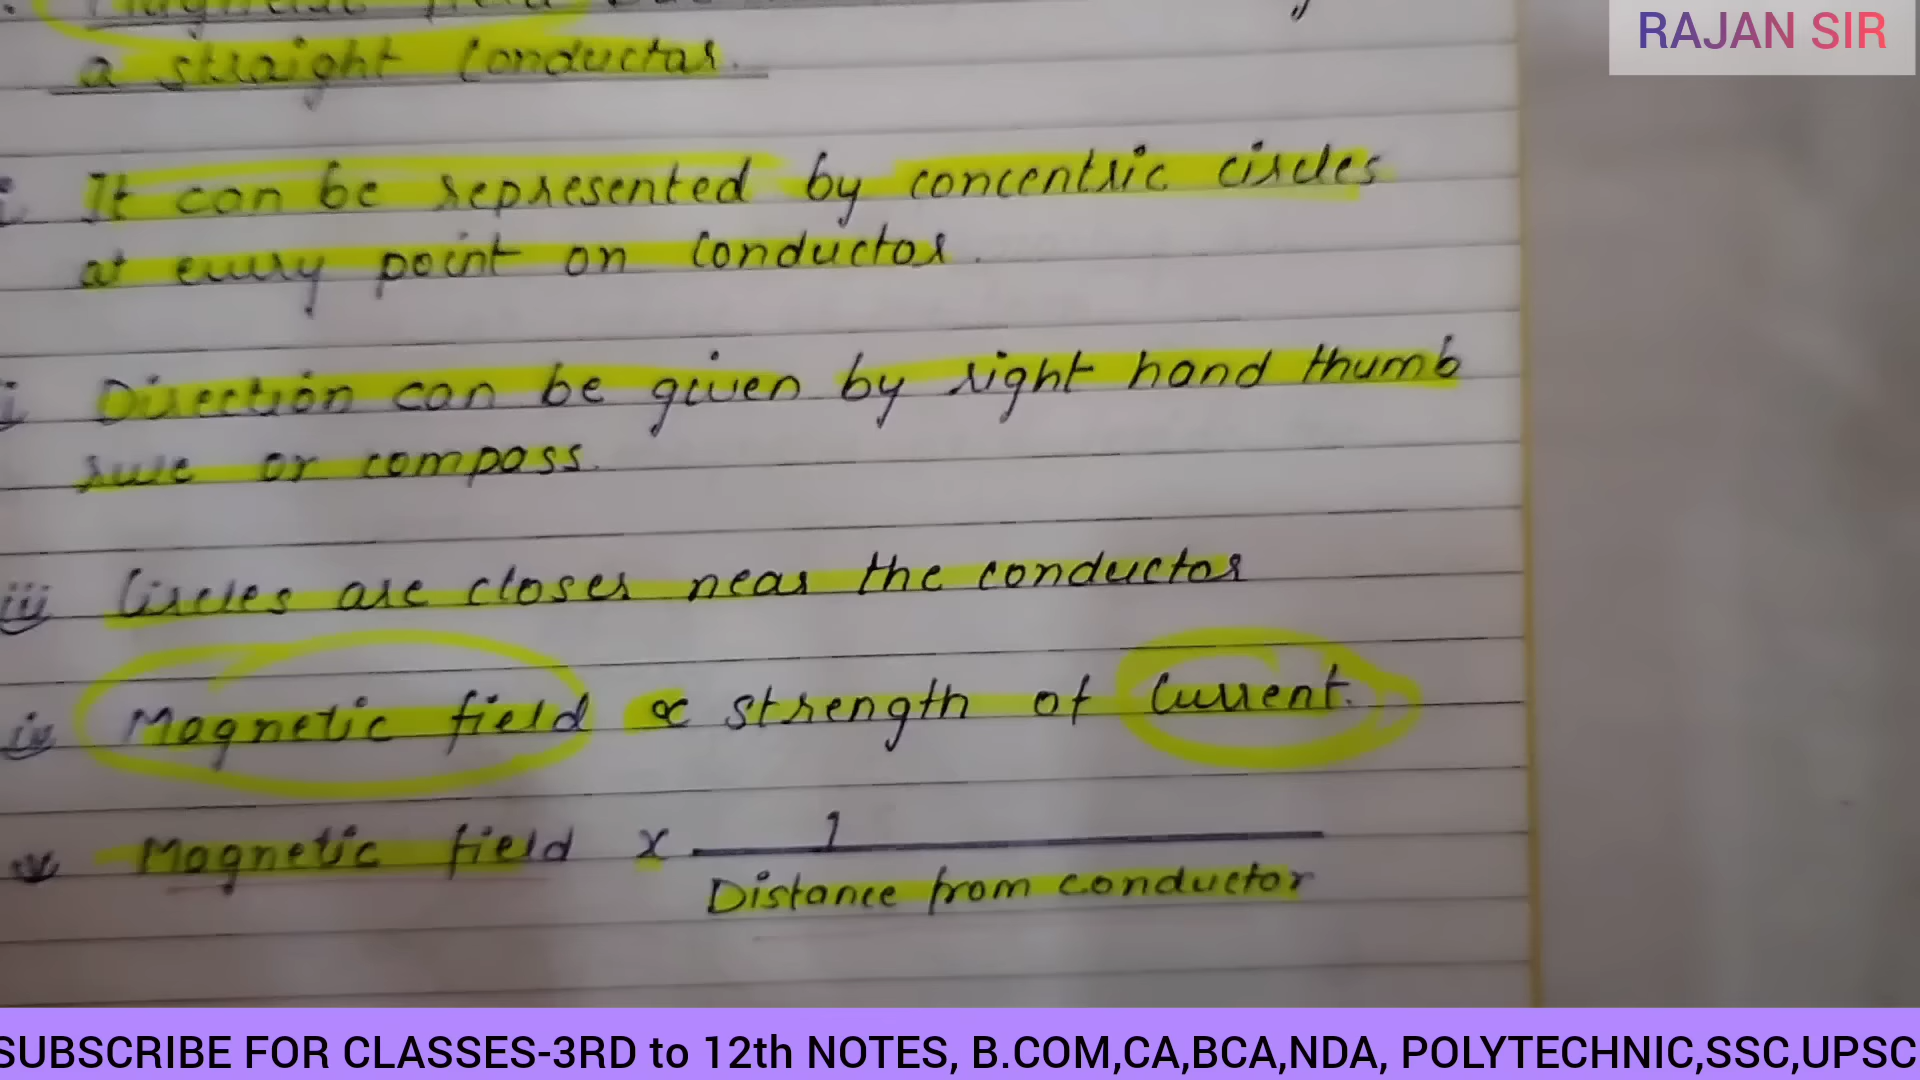 Magnetic field
a straight conductor.
RAJAN SIR
i It can be represented by concentric circles
at every point on conductor.
Direction can be given by right hand thumb
rule or compass.
iii Circles are closer near the conductor
iv Magnetic field ∝ strength of Current.
v Magnetic field ∝ 1
Distance from conductor
SUBSCRIBE FOR CLASSES-3RD to 12th NOTES, B.COM,CA,BCA,NDA, POLYTECHNIC,SSC,UPSC